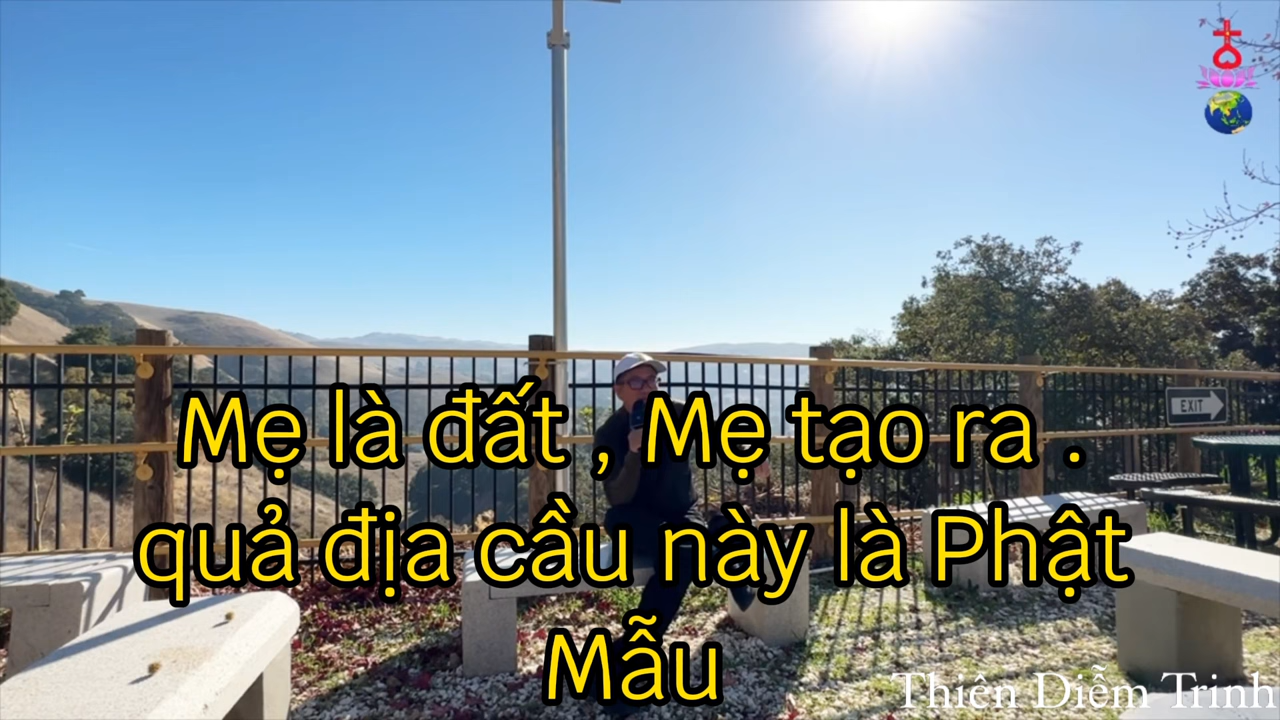 EXIT
Mẹ là đất , Mẹ tạo ra .
quả địa cầu này là Phật
Mẫu
Thiên Diễm Trinh